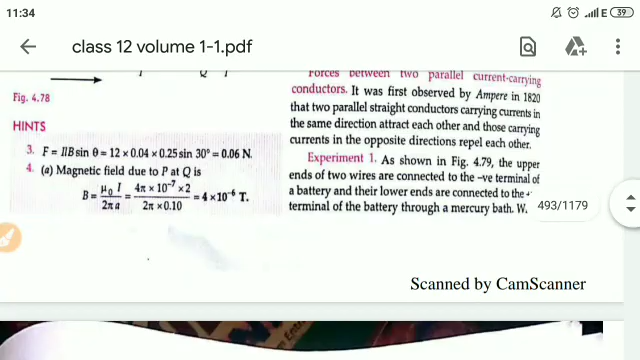 11:34
E 39
class 12 volume 1-1.pdf
Fig. 4.78
HINTS
3. F = IlB sin θ = 12 × 0.04 × 0.25 sin 30° = 0.06 N.
4. (a) Magnetic field due to P at Q is
B = μ₀ I / 2π a = 4π × 10⁻⁷ × 2 / 2π × 0.10 = 4 × 10⁻⁶ T.
Forces between two parallel current-carrying
conductors. It was first observed by Ampere in 1820
that two parallel straight conductors carrying currents in
the same direction attract each other and those carrying
currents in the opposite directions repel each other.
Experiment 1. As shown in Fig. 4.79, the upper
ends of two wires are connected to the –ve terminal of
a battery and their lower ends are connected to the
terminal of the battery through a mercury bath. W
493/1179
Scanned by CamScanner